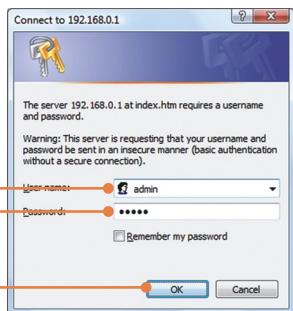 Connect to 192.168.0.1
The server 192.168.0.1 at index.htm requires a username
and password.
Warning: This server is requesting that your username and
password be sent in an insecure manner (basic authentication
without a secure connection).
User name:
admin
Password:
•••••
Remember my password
OK
Cancel